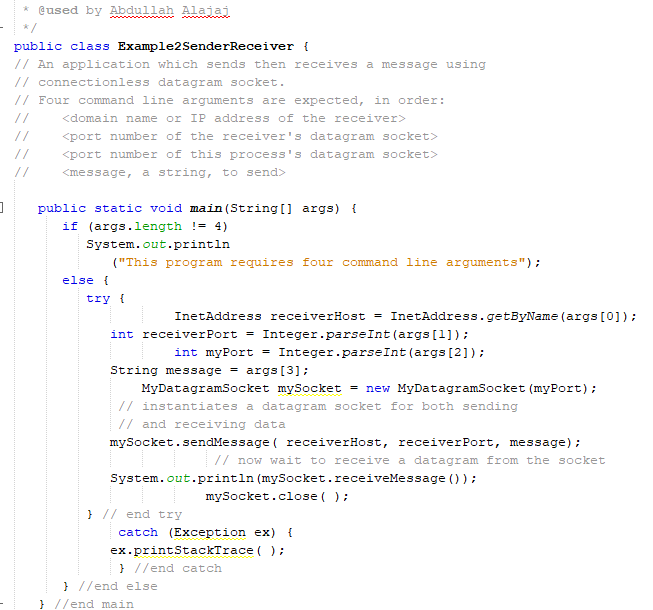 * @used by Abdullah Alajaj
*/
public class Example2SenderReceiver {
// An application which sends then receives a message using
// connectionless datagram socket.
// Four command line arguments are expected, in order:
//    <domain name or IP address of the receiver>
//    <port number of the receiver's datagram socket>
//    <port number of this process's datagram socket>
//    <message, a string, to send>
public static void main(String[] args) {
if (args.length != 4)
System.out.println
("This program requires four command line arguments");
else {
try {
InetAddress receiverHost = InetAddress.getByName(args[0]);
int receiverPort = Integer.parseInt(args[1]);
int myPort = Integer.parseInt(args[2]);
String message = args[3];
MyDatagramSocket mySocket = new MyDatagramSocket(myPort);
// instantiates a datagram socket for both sending
// and receiving data
mySocket.sendMessage( receiverHost, receiverPort, message);
// now wait to receive a datagram from the socket
System.out.println(mySocket.receiveMessage());
mySocket.close( );
} // end try
catch (Exception ex) {
ex.printStackTrace( );
} //end catch
} //end else
} //end main